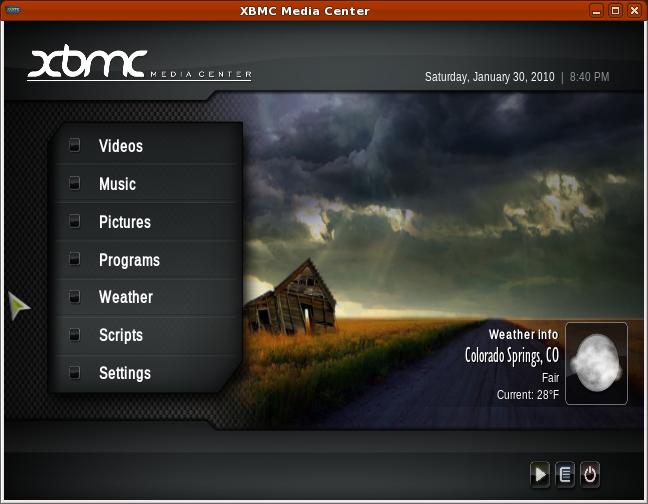 XBMC Media Center
xbmc MEDIA CENTER
Saturday, January 30, 2010 | 8:40 PM
Videos
Music
Pictures
Programs
Weather
Scripts
Settings
Weather info
Colorado Springs, CO
Fair
Current: 28°F